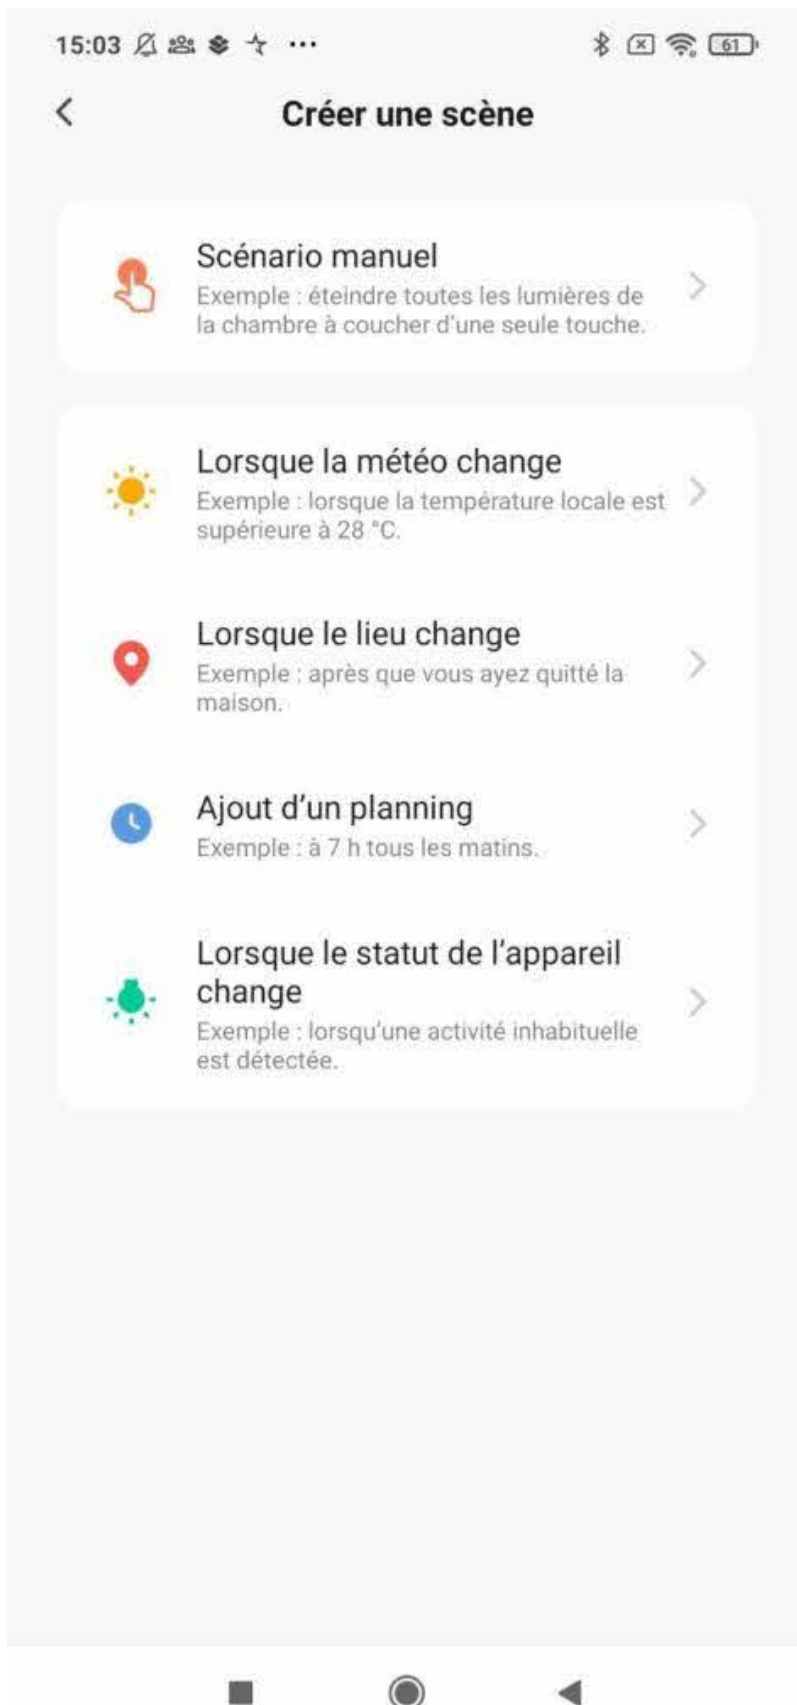 15:03
61
Créer une scène
Scénario manuel
Exemple : éteindre toutes les lumières de
la chambre à coucher d'une seule touche.
Lorsque la météo change
Exemple : lorsque la température locale est
supérieure à 28 °C.
Lorsque le lieu change
Exemple : après que vous ayez quitté la
maison.
Ajout d'un planning
Exemple : à 7 h tous les matins.
Lorsque le statut de l'appareil
change
Exemple : lorsqu'une activité inhabituelle
est détectée.